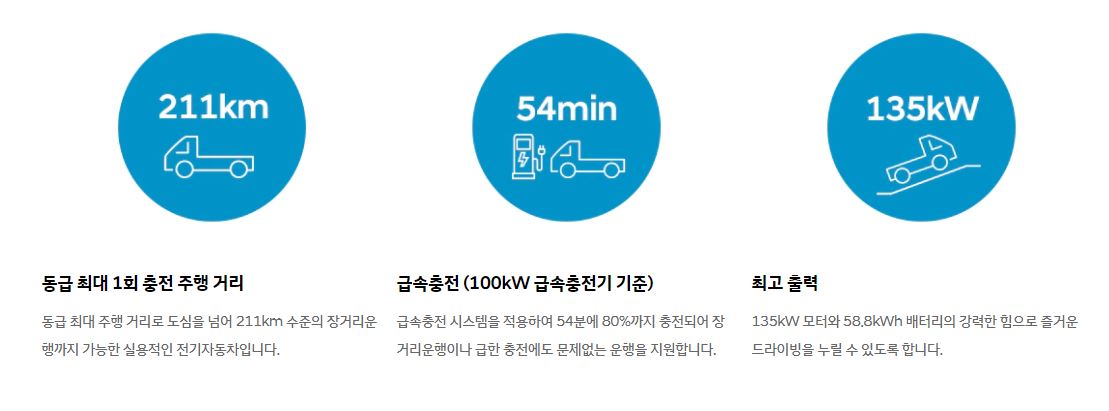 211km
54min
135kW
동급 최대 1회 충전 주행 거리
동급 최대 주행 거리로 도심을 넘어 211km 수준의 장거리운
행까지 가능한 실용적인 전기자동차입니다.
급속충전 (100kW 급속충전기 기준)
급속충전 시스템을 적용하여 54분에 80%까지 충전되어 장
거리운행이나 급한 충전에도 문제없는 운행을 지원합니다.
최고 출력
135kW 모터와 58.8kWh 배터리의 강력한 힘으로 즐거운
드라이빙을 누릴 수 있도록 합니다.